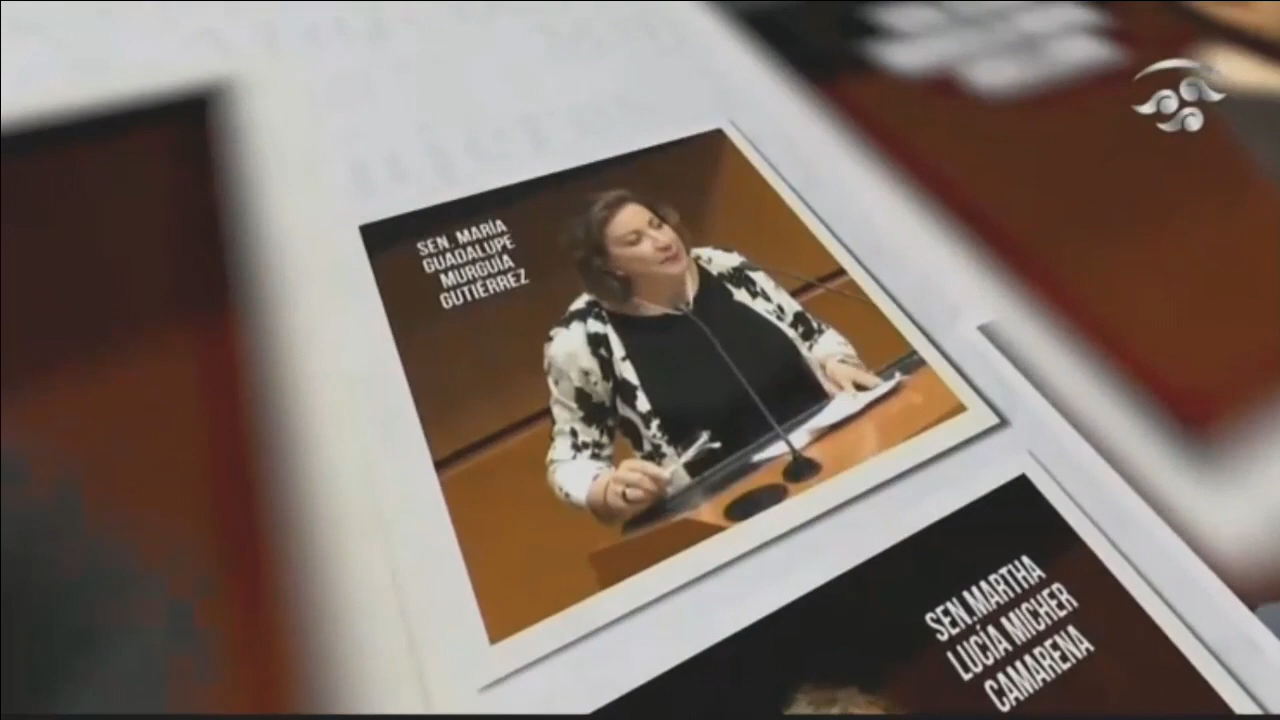 SEN. MARÍA
GUADALUPE
MURGUÍA
GUTIÉRREZ
SEN.MARTHA
LUCÍA MICHER
CAMARENA